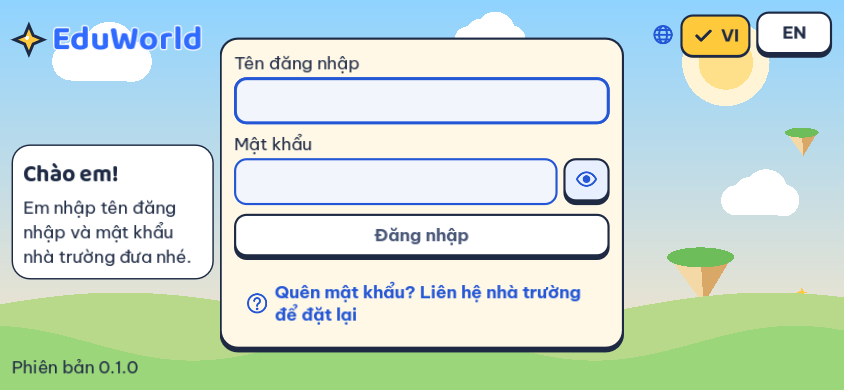 EduWorld
VI
EN
Tên đăng nhập
Mật khẩu
Chào em!
Em nhập tên đăng
nhập và mật khẩu
nhà trường đưa nhé.
Đăng nhập
Quên mật khẩu? Liên hệ nhà trường
để đặt lại
Phiên bản 0.1.0